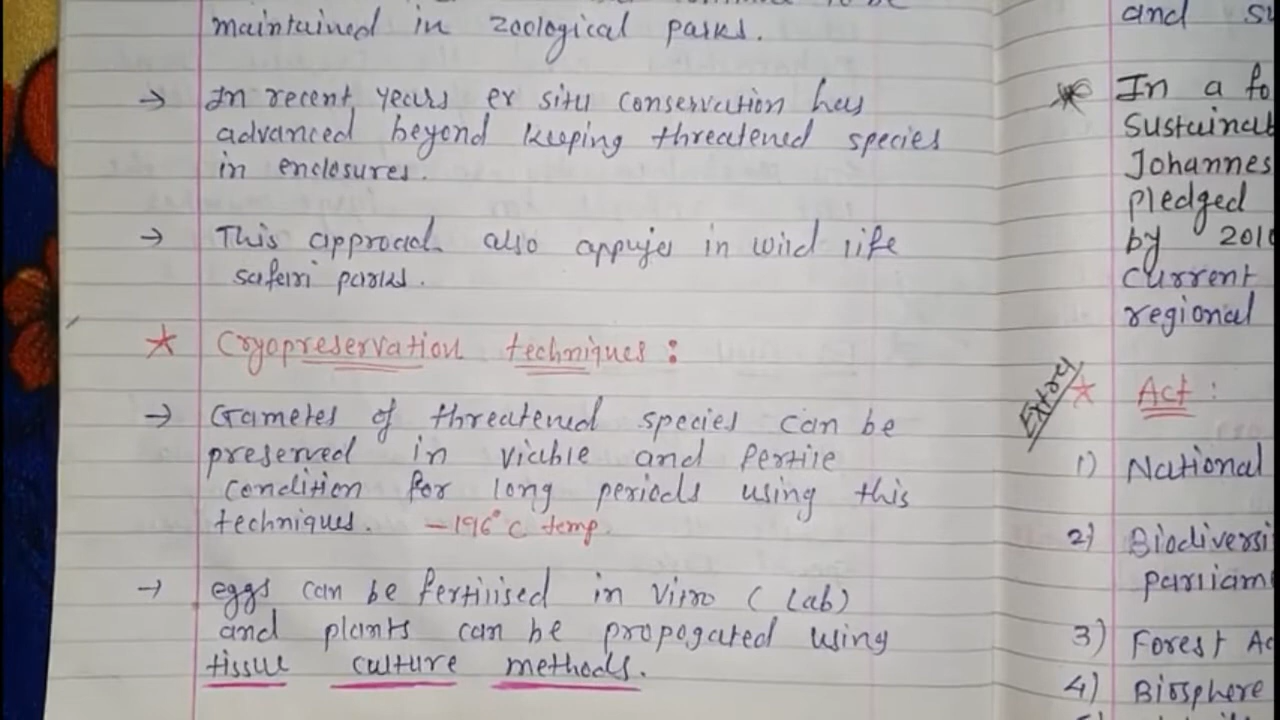 maintained in zoological parks.
→ In recent years ex situ conservation has
advanced beyond keeping threatened species
in enclosures.
→ This approach also appujes in wild life
saferi parks.
* Cryopreservation techniques :
→ Gametes of threatened species can be
preserved in viable and fertile
condition for long periods using this
techniques. -196°C temp.
→ eggs can be fertilised in vitro ( Lab)
and plants can be propogated using
tissue culture methods.
and
* In a fo
Sustainab
Johannes
pledged
by 2010
current
regional
Extra
* Act :
1) National
2) Biodiversi
parliam
3) Forest Ac
4) Biosphere